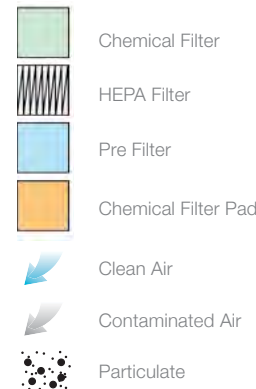 Chemical Filter
HEPA Filter
Pre Filter
Chemical Filter Pad
Clean Air
Contaminated Air
Particulate